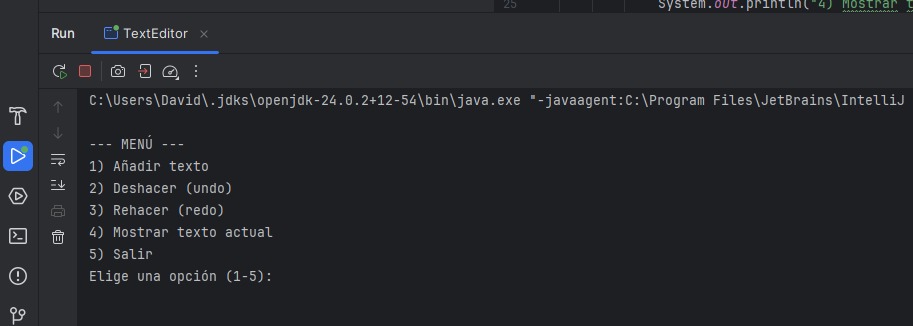 25 System.out.println("4) Mostrar t
Run TextEditor
C:\Users\David\.jdks\openjdk-24.0.2+12-54\bin\java.exe "-javaagent:C:\Program Files\JetBrains\IntelliJ
--- MENÚ ---
1) Añadir texto
2) Deshacer (undo)
3) Rehacer (redo)
4) Mostrar texto actual
5) Salir
Elige una opción (1-5):